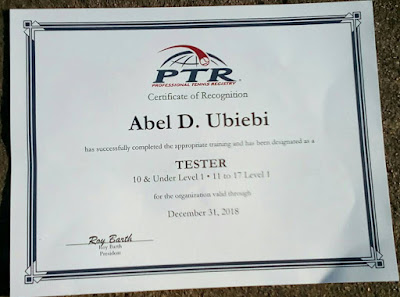 PTR
PROFESSIONAL TENNIS REGISTRY
Certificate of Recognition
Abel D. Ubiebi
has successfully completed the appropriate training and has been designated as a
TESTER
10 & Under Level 1 • 11 to 17 Level 1
for the organization valid through
December 31, 2018
Roy Barth
Roy Barth
President